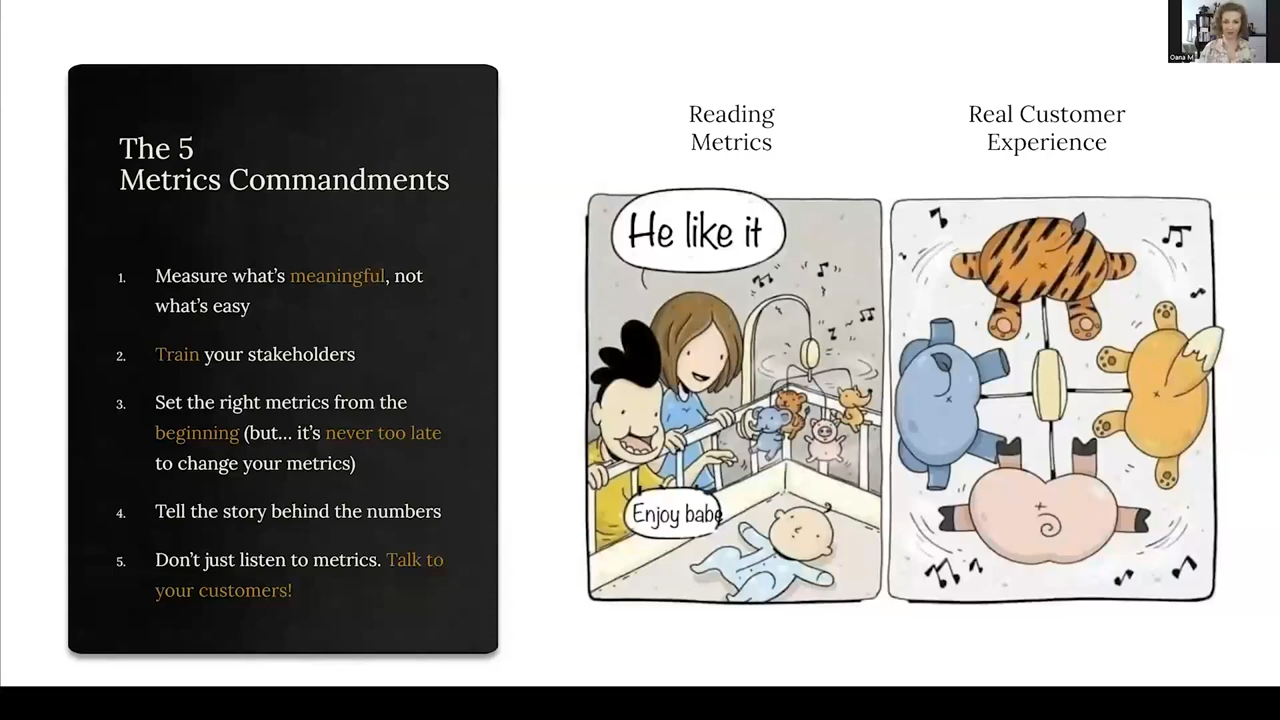 Oana M
The 5
Metrics Commandments
1. Measure what's meaningful, not
what's easy
2. Train your stakeholders
3. Set the right metrics from the
beginning (but... it's never too late
to change your metrics)
4. Tell the story behind the numbers
5. Don't just listen to metrics. Talk to
your customers!
Reading
Metrics
He like it
Enjoy babe
Real Customer
Experience